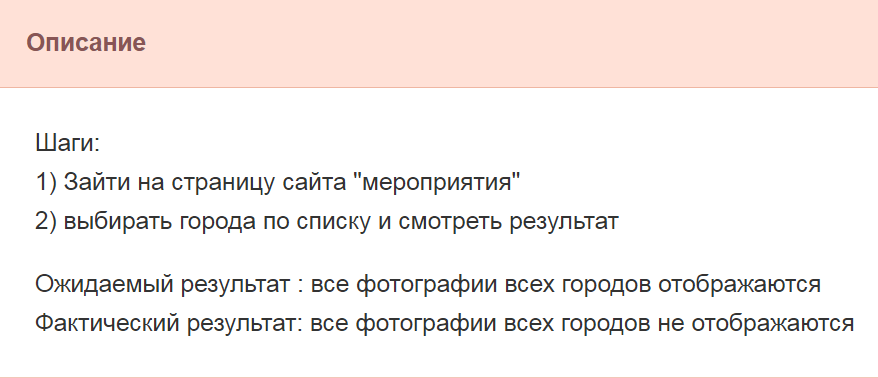 Описание
Шаги:
1) Зайти на страницу сайта "мероприятия"
2) выбирать города по списку и смотреть результат
Ожидаемый результат : все фотографии всех городов отображаются
Фактический результат: все фотографии всех городов не отображаются